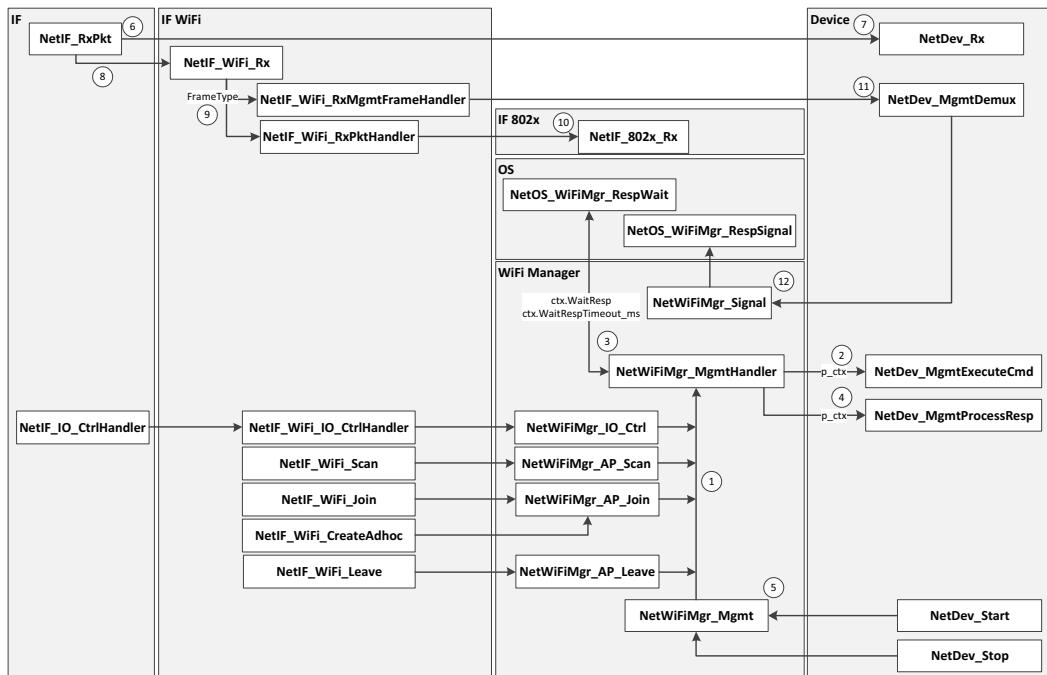 IF
IF WiFi
Device
NetIF_RxPkt
6
7
NetDev_Rx
8
NetIF_WiFi_Rx
FrameType
9
NetIF_WiFi_RxMgmtFrameHandler
11
NetDev_MgmtDemux
NetIF_WiFi_RxPktHandler
IF 802x
10
NetIF_802x_Rx
OS
NetOS_WiFiMgr_RespWait
NetOS_WiFiMgr_RespSignal
WiFi Manager
12
NetWiFiMgr_Signal
ctx.WaitResp
ctx.WaitRespTimeout_ms
3
NetWiFiMgr_MgmtHandler
2
p_ctx
NetDev_MgmtExecuteCmd
4
p_ctx
NetDev_MgmtProcessResp
NetIF_IO_CtrlHandler
NetIF_WiFi_IO_CtrlHandler
NetWiFiMgr_IO_Ctrl
NetIF_WiFi_Scan
NetWiFiMgr_AP_Scan
1
NetIF_WiFi_Join
NetWiFiMgr_AP_Join
NetIF_WiFi_CreateAdhoc
NetIF_WiFi_Leave
NetWiFiMgr_AP_Leave
5
NetWiFiMgr_Mgmt
NetDev_Start
NetDev_Stop